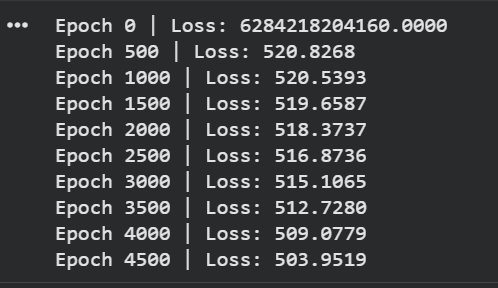 ••• Epoch 0 | Loss: 6284218204160.0000
Epoch 500 | Loss: 520.8268
Epoch 1000 | Loss: 520.5393
Epoch 1500 | Loss: 519.6587
Epoch 2000 | Loss: 518.3737
Epoch 2500 | Loss: 516.8736
Epoch 3000 | Loss: 515.1065
Epoch 3500 | Loss: 512.7280
Epoch 4000 | Loss: 509.0779
Epoch 4500 | Loss: 503.9519